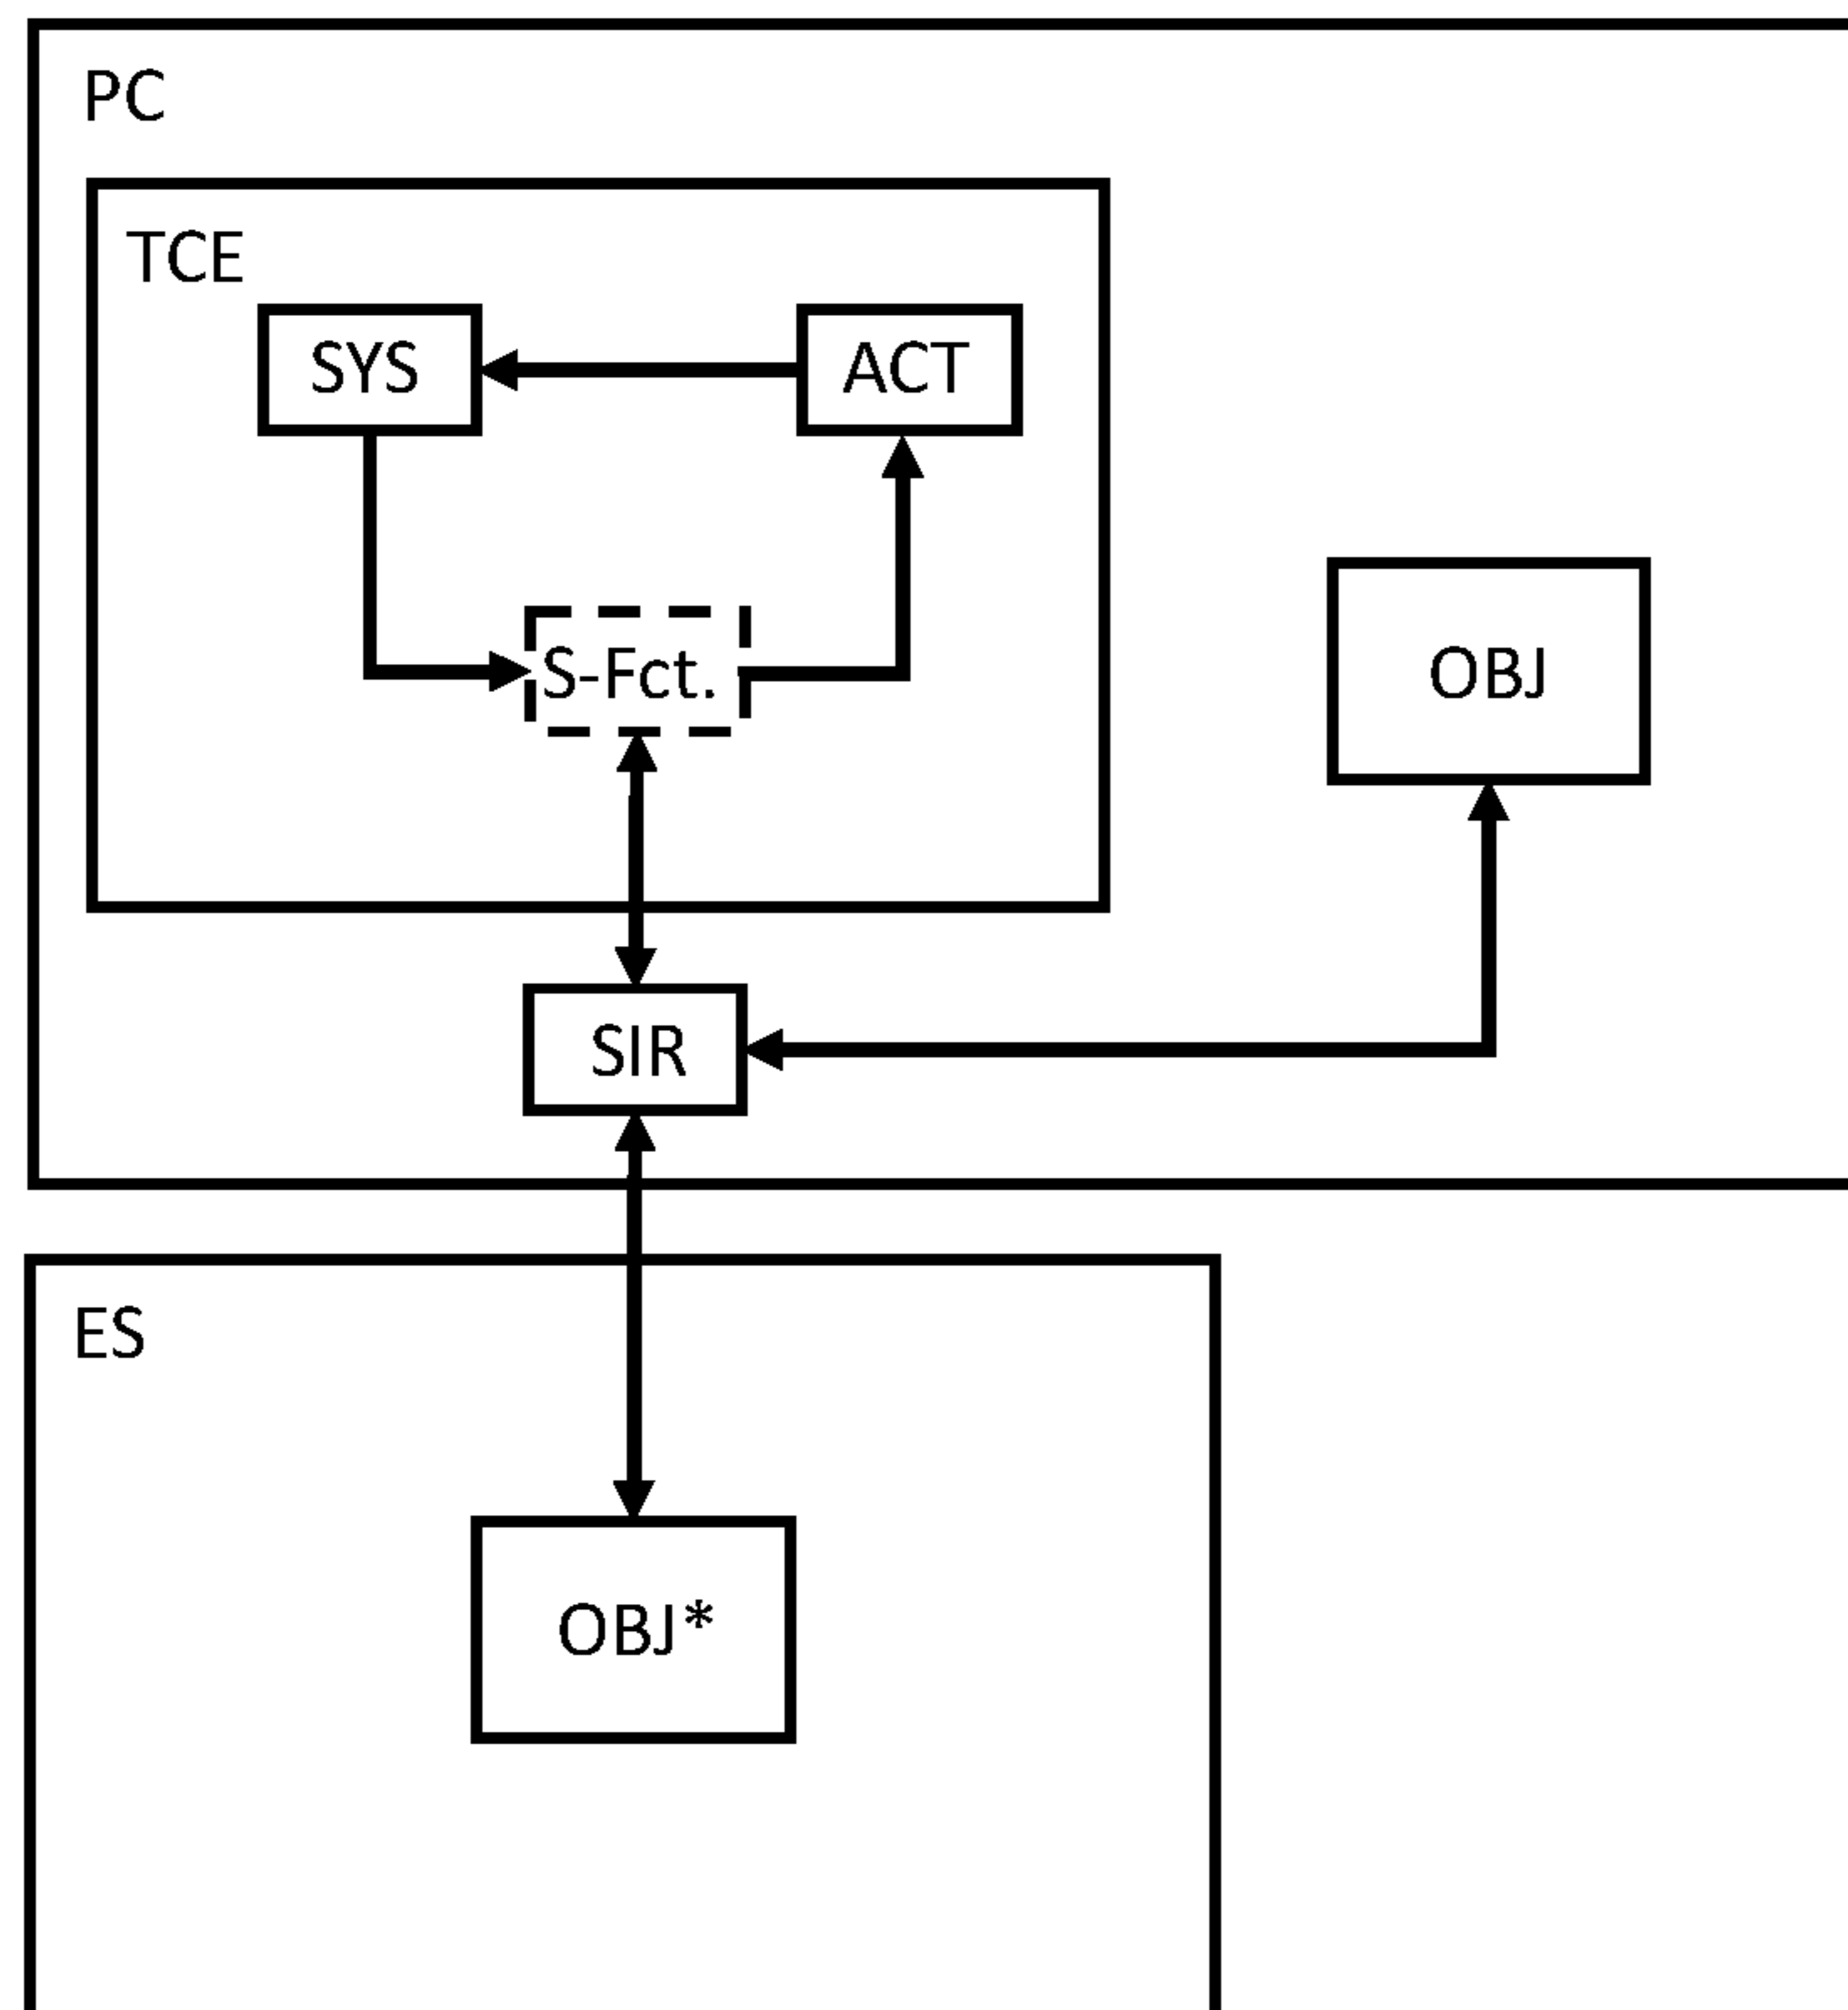 PC
TCE
SYS
ACT
S-Fct.
OBJ
SIR
ES
OBJ*